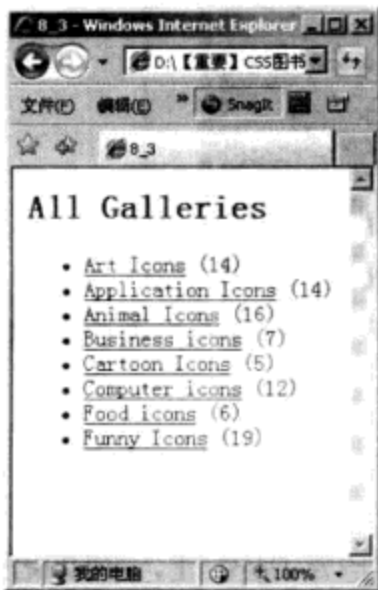 8_3 - Windows Internet Explorer
D:\【重要】CSS图书
文件(F) 编辑(E) » SnagIt
8_3
All Galleries
Art Icons (14)
Application Icons (14)
Animal Icons (16)
Business icons (7)
Cartoon Icons (5)
Computer icons (12)
Food icons (6)
Funny Icons (19)
我的电脑 100%